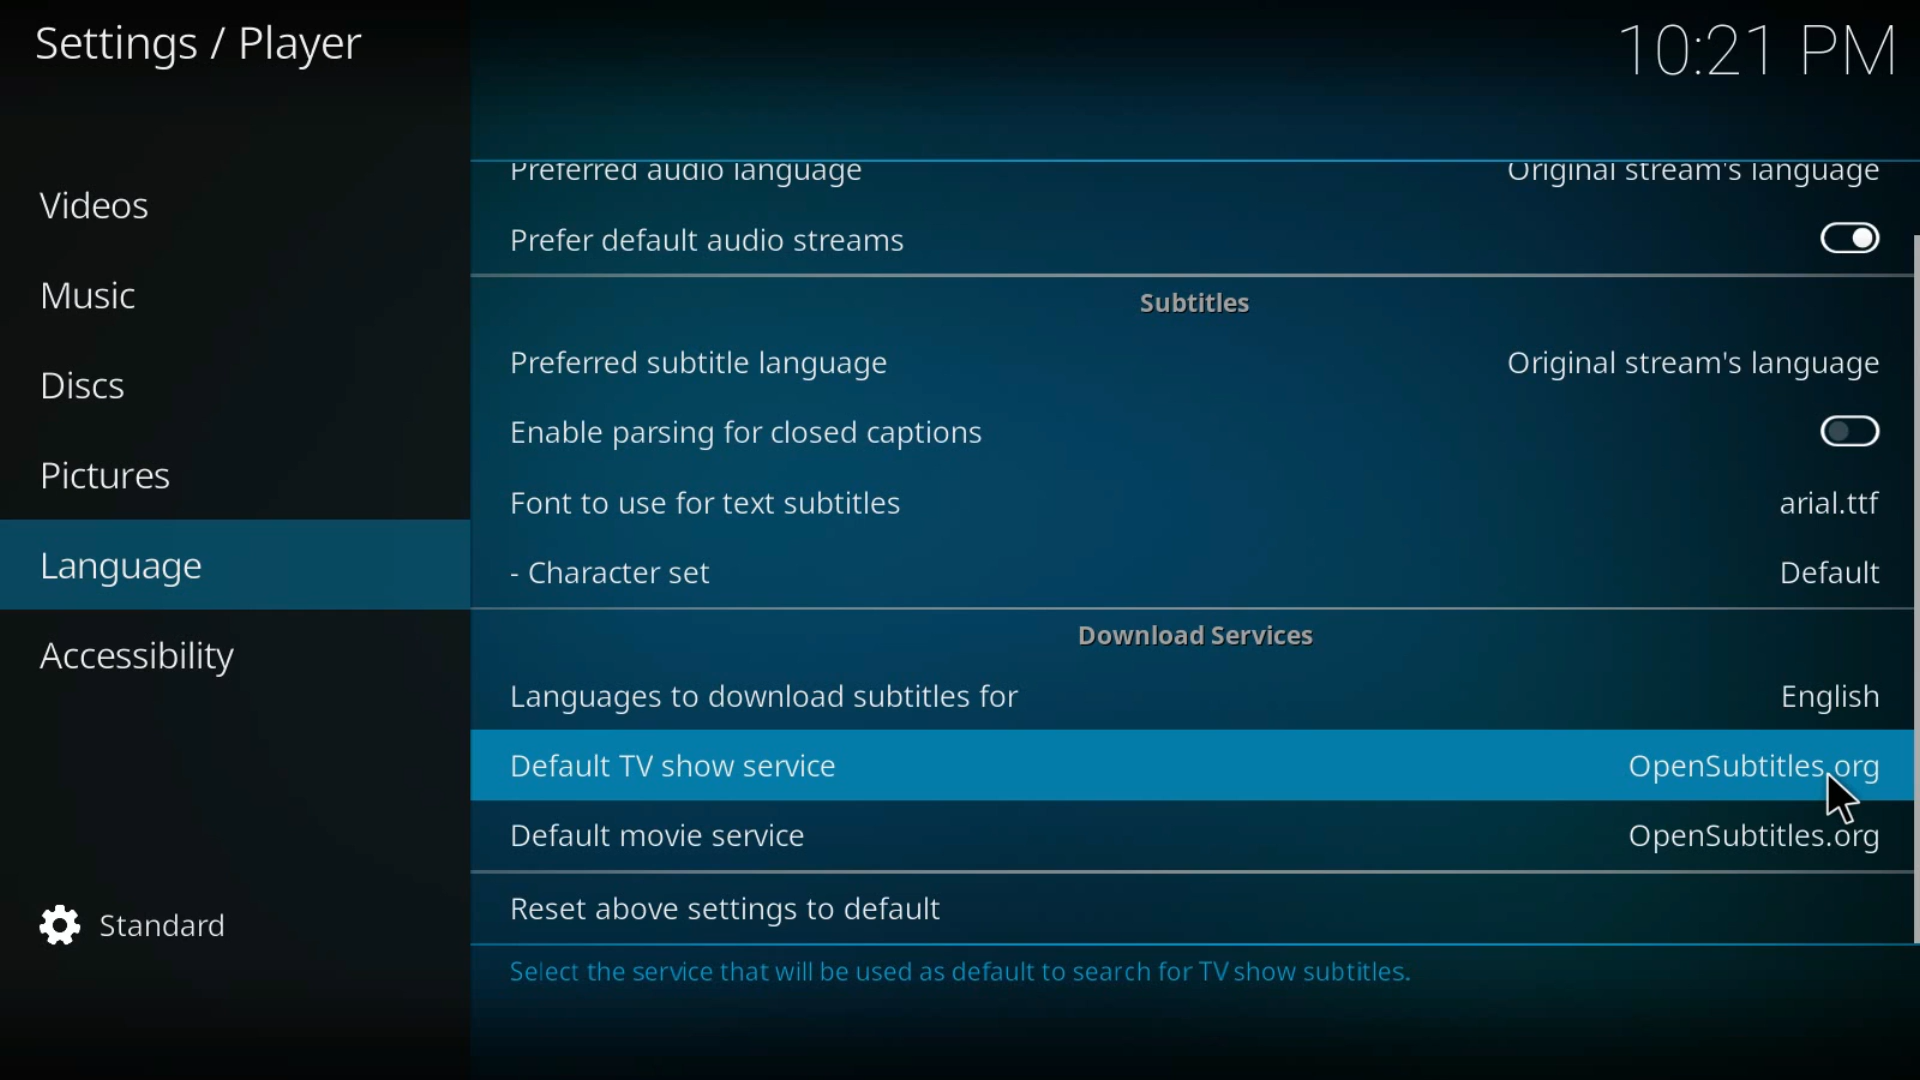 Settings / Player
10:21 PM
Videos
Music
Discs
Pictures
Language
Accessibility
Standard
Preferred audio language Original stream's language
Prefer default audio streams
Subtitles
Preferred subtitle language Original stream's language
Enable parsing for closed captions
Font to use for text subtitles arial.ttf
- Character set Default
Download Services
Languages to download subtitles for English
Default TV show service OpenSubtitles.org
Default movie service OpenSubtitles.org
Reset above settings to default
Select the service that will be used as default to search for TV show subtitles.